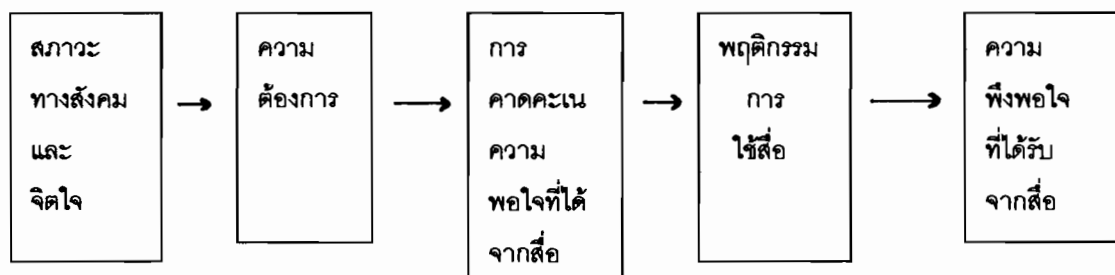 สภาวะ
ทางสังคม
และ
จิตใจ
ความ
ต้องการ
การ
คาดคะเน
ความ
พอใจที่ได้
จากสื่อ
พฤติกรรม
การ
ใช้สื่อ
ความ
พึงพอใจ
ที่ได้รับ
จากสื่อ